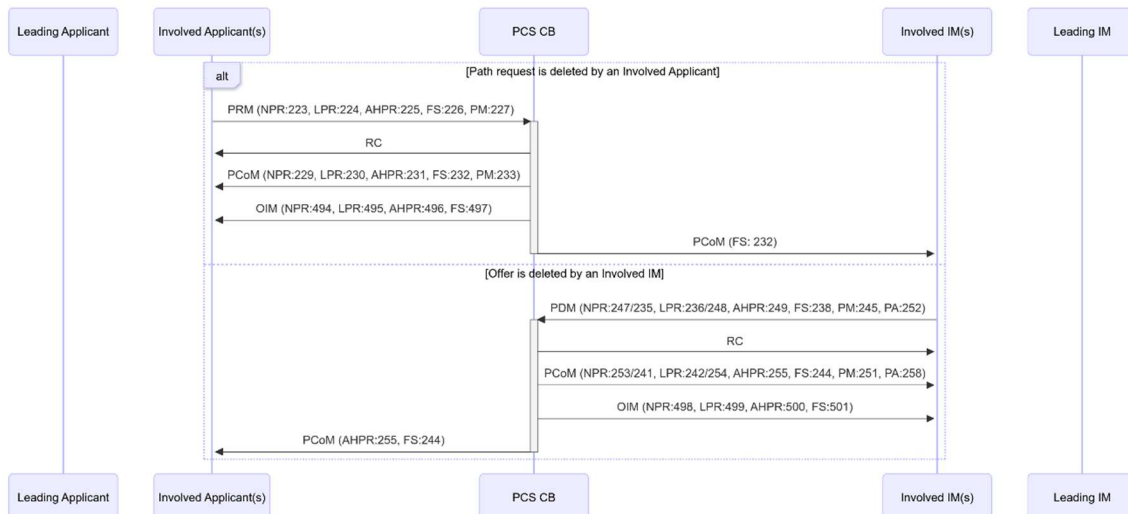 Leading Applicant
Involved Applicant(s)
PCS CB
Involved IM(s)
Leading IM
alt
[Path request is deleted by an Involved Applicant]
PRM (NPR:223, LPR:224, AHPR:225, FS:226, PM:227)
RC
PCoM (NPR:229, LPR:230, AHPR:231, FS:232, PM:233)
OIM (NPR:494, LPR:495, AHPR:496, FS:497)
PCoM (FS: 232)
[Offer is deleted by an Involved IM]
PDM (NPR:247/235, LPR:236/248, AHPR:249, FS:238, PM:245, PA:252)
RC
PCoM (NPR:253/241, LPR:242/254, AHPR:255, FS:244, PM:251, PA:258)
OIM (NPR:498, LPR:499, AHPR:500, FS:501)
PCoM (AHPR:255, FS:244)
Leading Applicant
Involved Applicant(s)
PCS CB
Involved IM(s)
Leading IM